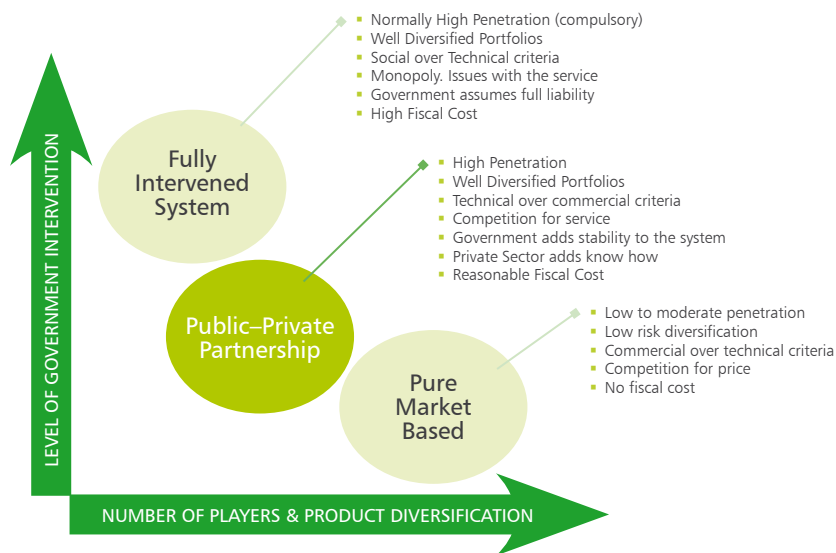 Normally High Penetration (compulsory)
Well Diversified Portfolios
Social over Technical criteria
Monopoly. Issues with the service
Government assumes full liability
High Fiscal Cost
Fully
Intervened
System
High Penetration
Well Diversified Portfolios
Technical over commercial criteria
Competition for service
Government adds stability to the system
Private Sector adds know how
Reasonable Fiscal Cost
Public–Private
Partnership
Low to moderate penetration
Low risk diversification
Commercial over technical criteria
Competition for price
No fiscal cost
Pure
Market
Based
LEVEL OF GOVERNMENT INTERVENTION
NUMBER OF PLAYERS & PRODUCT DIVERSIFICATION